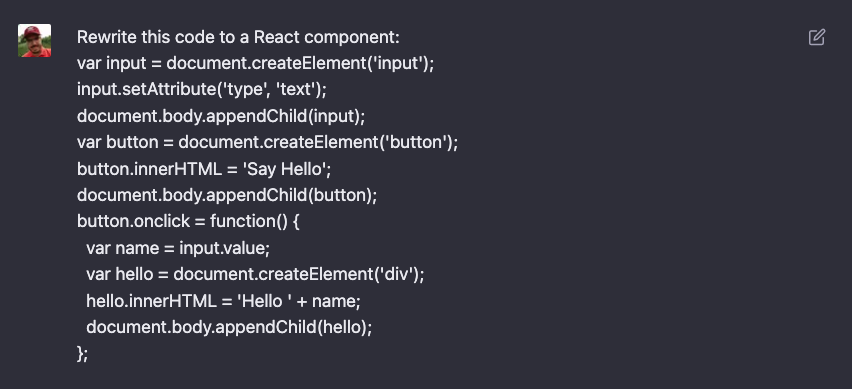 Rewrite this code to a React component:
var input = document.createElement('input');
input.setAttribute('type', 'text');
document.body.appendChild(input);
var button = document.createElement('button');
button.innerHTML = 'Say Hello';
document.body.appendChild(button);
button.onclick = function() {
  var name = input.value;
  var hello = document.createElement('div');
  hello.innerHTML = 'Hello ' + name;
  document.body.appendChild(hello);
};